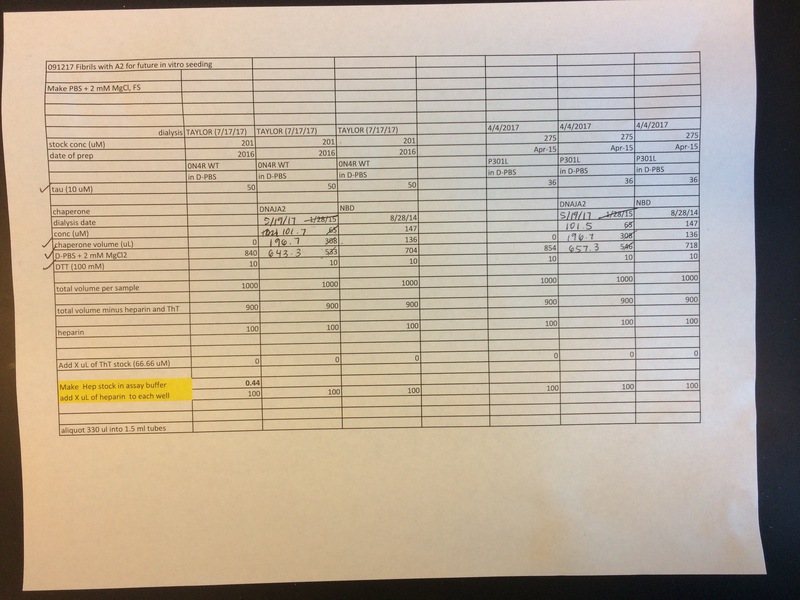 091217 Fibrils with A2 for future in vitro seeding
Make PBS + 2 mM MgCl, FS
dialysis TAYLOR (7/17/17) TAYLOR (7/17/17) TAYLOR (7/17/17) 4/4/2017 4/4/2017 4/4/2017
stock conc (uM) 201 201 201 275 275 275
date of prep 2016 2016 2016 Apr-15 Apr-15 Apr-15
0N4R WT 0N4R WT 0N4R WT P301L P301L P301L
in D-PBS in D-PBS in D-PBS in D-PBS in D-PBS in D-PBS
✓ tau (10 uM) 50 50 50 36 36 36
chaperone DNAJA2 NBD DNAJA2 NBD
dialysis date 5/19/17 1/28/15 8/28/14 5/19/17 1/28/15 8/28/14
conc (uM) 101.7 65 147 101.5 65 147
✓ chaperone volume (uL) 0 196.7 308 136 0 196.7 308 136
✓ D-PBS + 2 mM MgCl2 840 643.3 533 704 854 657.3 546 718
✓ DTT (100 mM) 10 10 10 10 10 10
total volume per sample 1000 1000 1000 1000 1000 1000
total volume minus heparin and ThT 900 900 900 900 900 900
heparin 100 100 100 100 100 100
Add X uL of ThT stock (66.66 uM) 0 0 0 0 0 0
Make Hep stock in assay buffer 0.44
add X uL of heparin to each well 100 100 100 100 100 100
aliquot 330 ul into 1.5 ml tubes